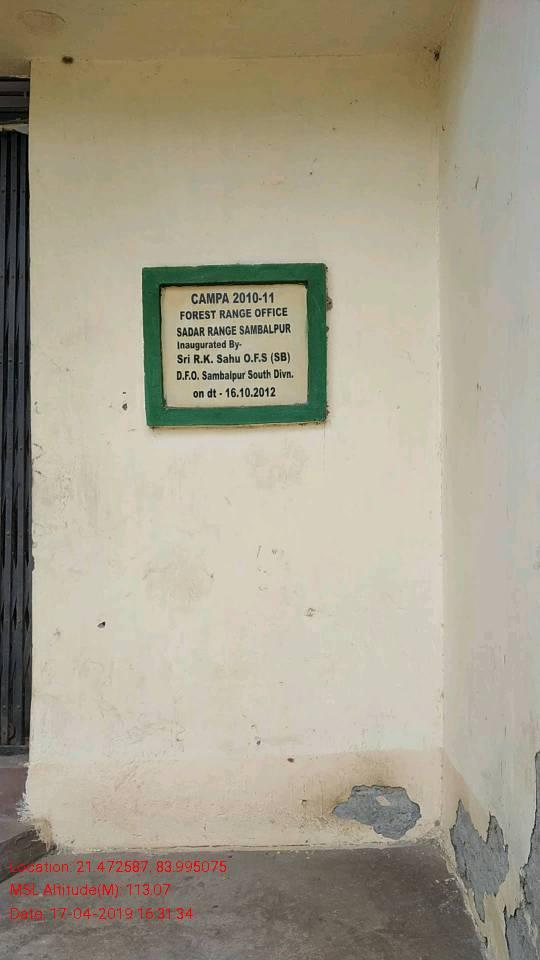 CAMPA 2010-11
FOREST RANGE OFFICE
SADAR RANGE SAMBALPUR
Inaugurated By-
Sri R.K. Sahu O.F.S (SB)
D.F.O. Sambalpur South Divn.
on dt - 16.10.2012
Location: 21.472587, 83.995075
MSL Altitude(M): 113.07
Date: 17-04-2019 16:31:34